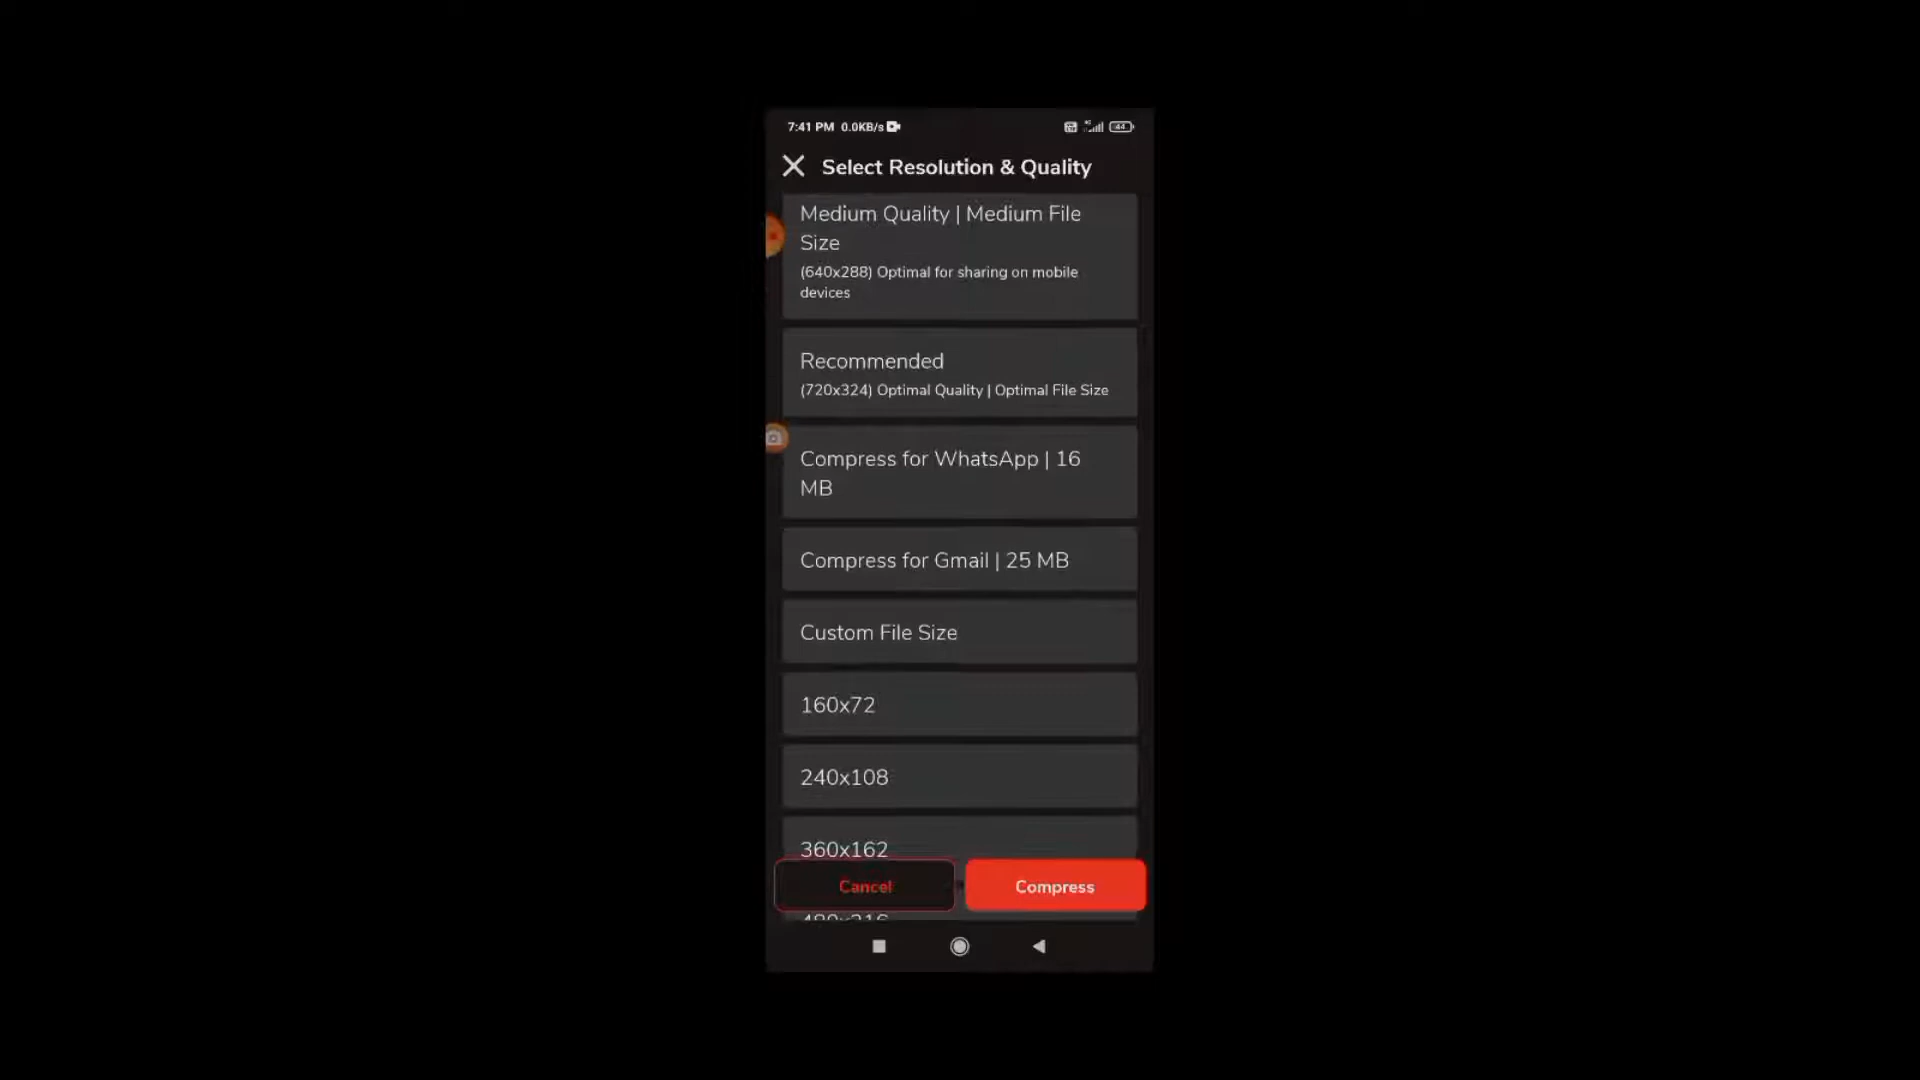 7:41 PM 0.0KB/s 44
Select Resolution & Quality
Medium Quality | Medium File
Size
(640x288) Optimal for sharing on mobile
devices
Recommended
(720x324) Optimal Quality | Optimal File Size
Compress for WhatsApp | 16
MB
Compress for Gmail | 25 MB
Custom File Size
160x72
240x108
360x162
Cancel
Compress
480x216